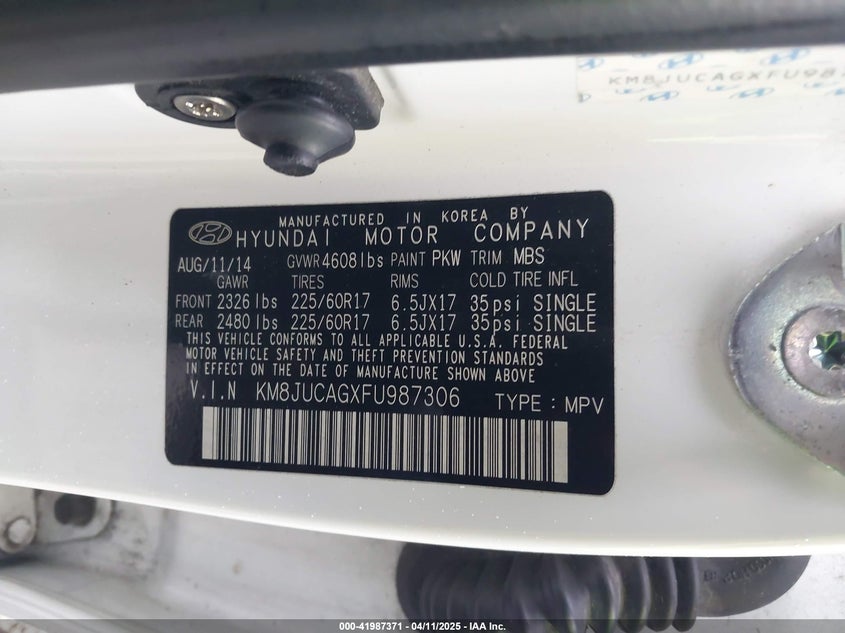 KM8JUCAGXFU987
MANUFACTURED IN KOREA BY
HYUNDAI MOTOR COMPANY
AUG/11/14 GVWR 4608lbs PAINT PKW TRIM MBS
GAWR TIRES RIMS COLD TIRE INFL
FRONT 2326 lbs 225/60R17 6.5JX17 35psi SINGLE
REAR 2480 lbs 225/60R17 6.5JX17 35psi SINGLE
THIS VEHICLE CONFORMS TO ALL APPLICABLE U.S.A. FEDERAL
MOTOR VEHICLE SAFETY AND THEFT PREVENTION STANDARDS
IN EFFECT ON THE DATE OF MANUFACTURE SHOWN ABOVE
V.I.N KM8JUCAGXFU987306 TYPE : MPV
000-41987371 - 04/11/2025 - IAA Inc.